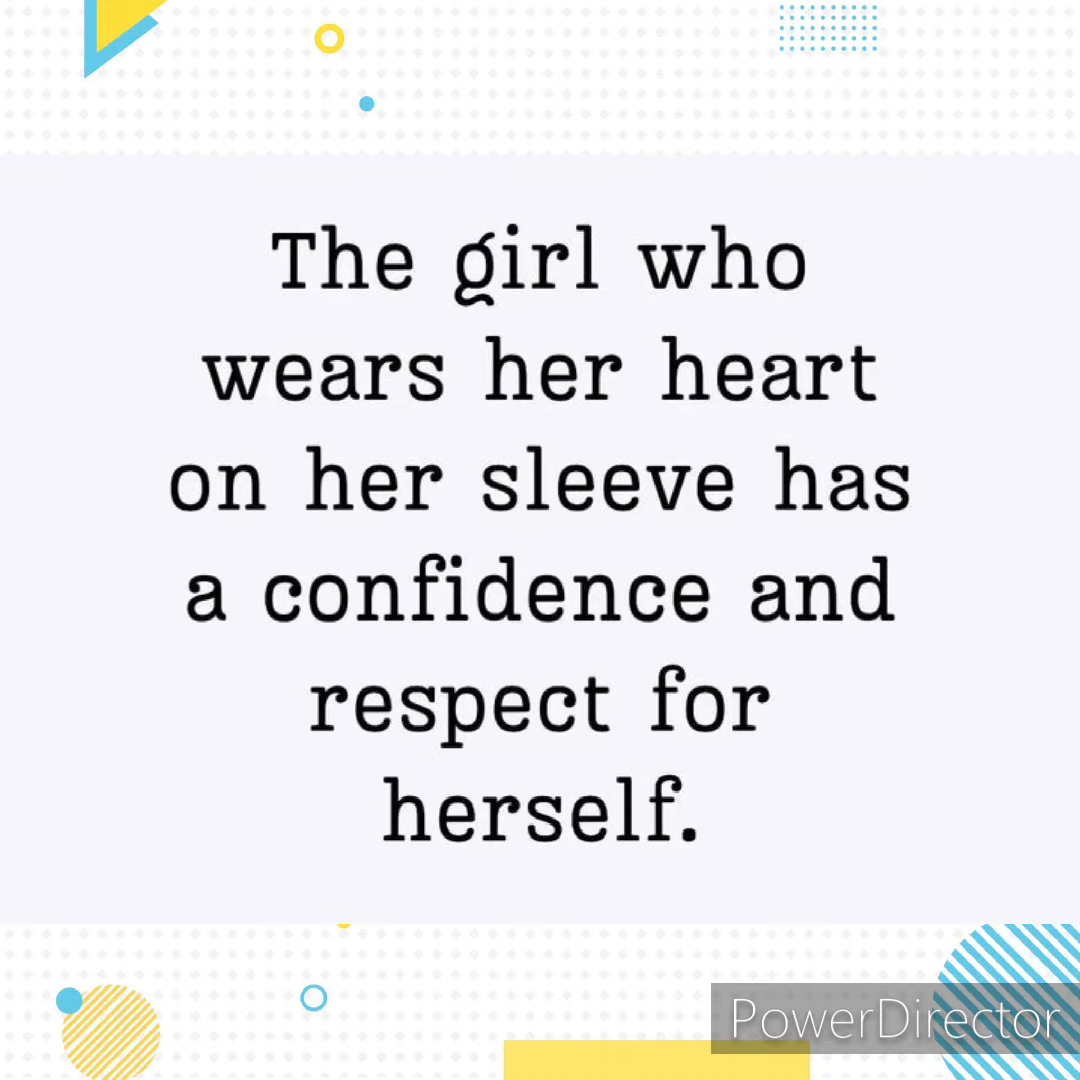 The girl who
wears her heart
on her sleeve has
a confidence and
respect for
herself.
PowerDirector